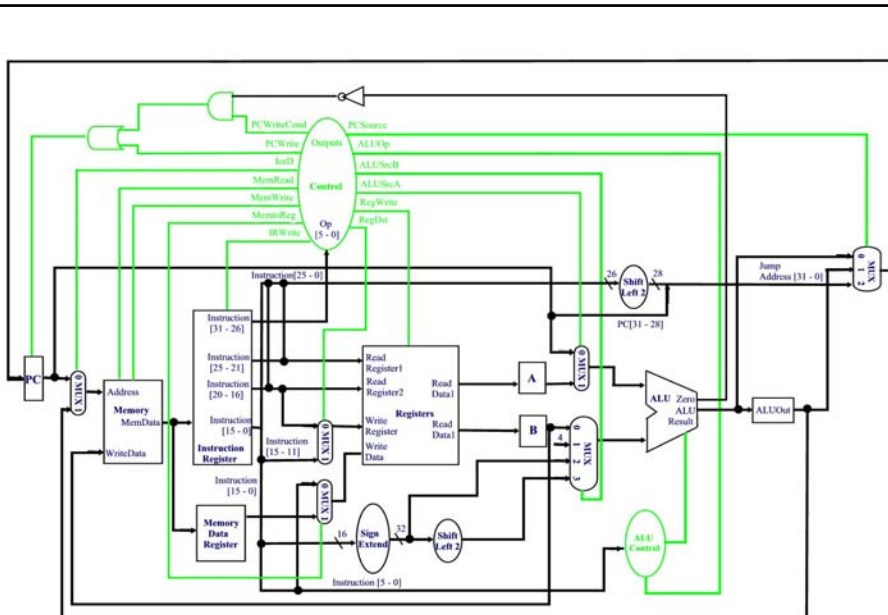 PCWriteCond
PCSource
PCWrite
Outputs
ALUOp
IorD
ALUSrcB
MemRead
Control
ALUSrcA
MemWrite
RegWrite
MemtoReg
Op
RegDst
IRWrite
[5 - 0]
Instruction[25 - 0]
26
Shift
Left 2
28
Jump
Address [31 - 0]
0
1
2
MUX
PC[31 - 28]
Instruction
[31 - 26]
Instruction
[25 - 21]
Instruction
[20 - 16]
Instruction
[15 - 0]
Instruction
Register
PC
0 MUX 1
Address
Memory
MemData
WriteData
Read
Register1
Read
Register2
Write
Register
Write
Data
Registers
Read
Data1
Read
Data1
A
B
0 MUX 1
4
0
1
2
3
MUX
ALU
Zero
ALU
Result
ALUOut
Instruction
[15 - 11]
0 MUX 1
Instruction
[15 - 0]
0 MUX 1
Memory
Data
Register
16
Sign
Extend
32
Shift
Left 2
ALU
Control
Instruction [5 - 0]